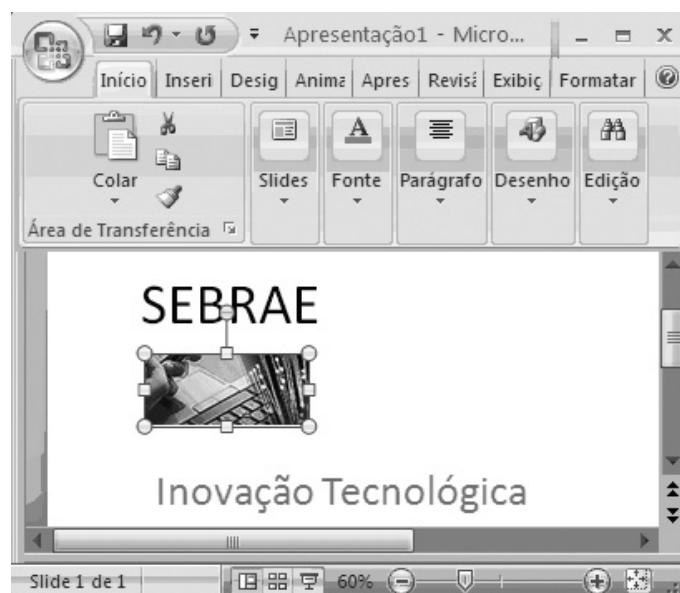 Apresentação1 - Micro...
Início Inseri Desig Anima Apres Revisã Exibiç Formatar
Colar Slides Fonte Parágrafo Desenho Edição
Área de Transferência
SEBRAE
Inovação Tecnológica
Slide 1 de 1 60%